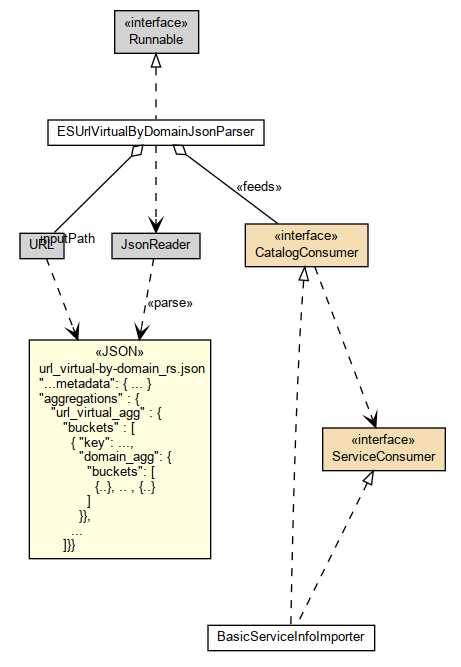 «interface»
Runnable
ESUrlVirtualByDomainJsonParser
«feeds»
inputPath
URL
JsonReader
«interface»
CatalogConsumer
«parse»
«JSON»
url_virtual-by-domain_rs.json
"...metadata": { ... }
"aggregations" : {
"url_virtual_agg" : {
"buckets" : [
{ "key": ...,
"domain_agg": {
"buckets": [
{..}, .. , {..}
]
}},
...
]}}
«interface»
ServiceConsumer
BasicServiceInfoImporter